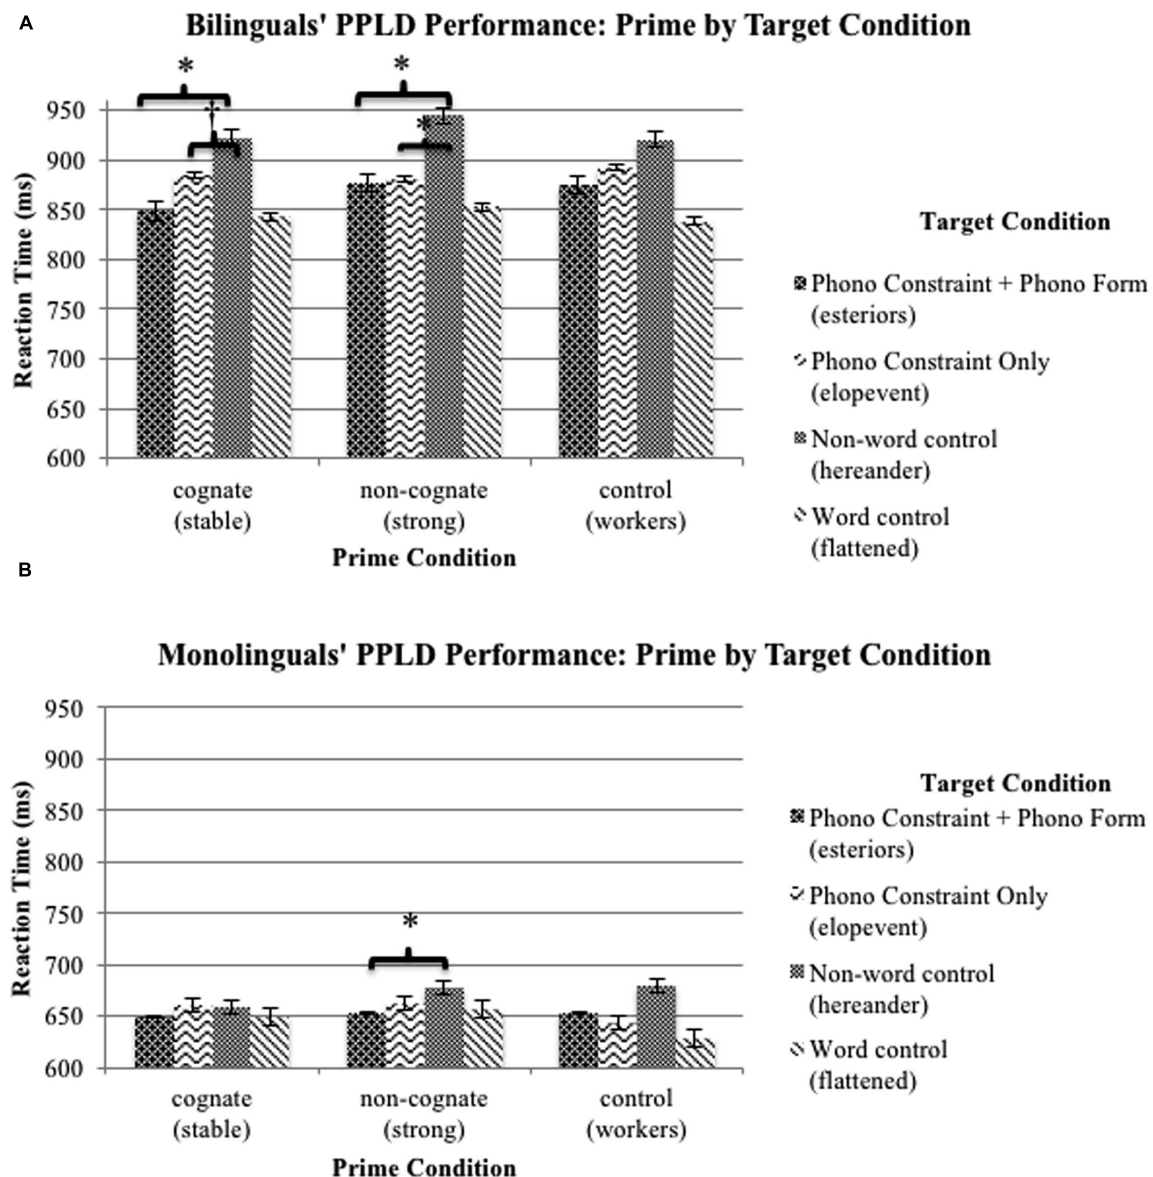 A
Bilinguals' PPLD Performance: Prime by Target Condition
*
*
†
*
950
900
850
800
750
700
650
600
Reaction Time (ms)
cognate
(stable)
non-cognate
(strong)
control
(workers)
Prime Condition
Target Condition
Phono Constraint + Phono Form
(esteriors)
Phono Constraint Only
(elopevent)
Non-word control
(hereander)
Word control
(flattened)
B
Monolinguals' PPLD Performance: Prime by Target Condition
950
900
850
800
750
700
650
600
Reaction Time (ms)
*
cognate
(stable)
non-cognate
(strong)
control
(workers)
Prime Condition
Target Condition
Phono Constraint + Phono Form
(esteriors)
Phono Constraint Only
(elopevent)
Non-word control
(hereander)
Word control
(flattened)